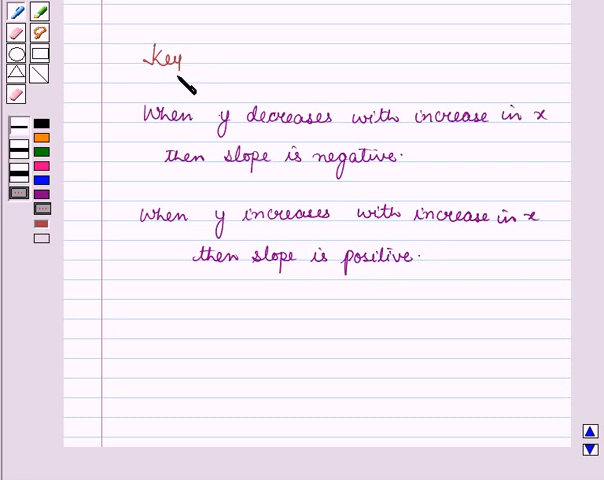 Key
When y decreases with increase in x
then slope is negative.
When y increases with increase in x
then slope is positive.